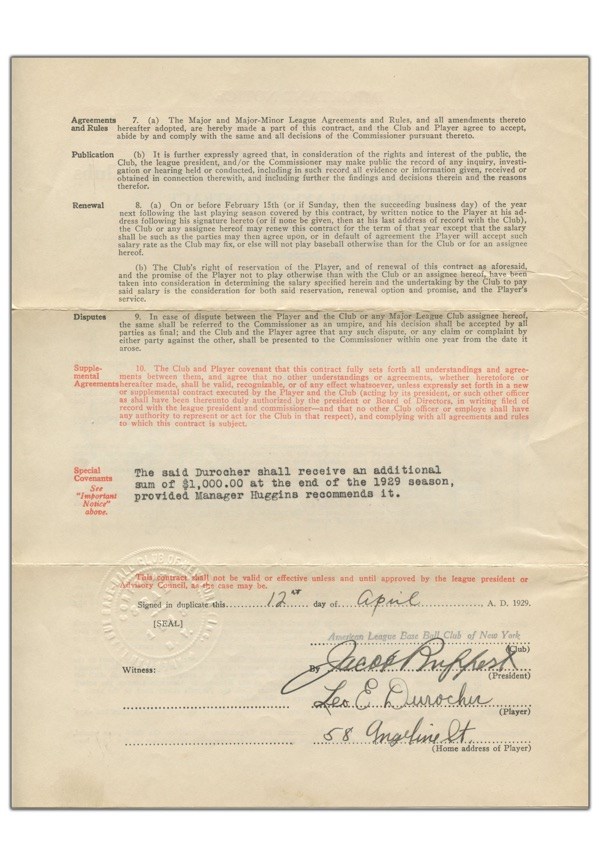 Agreements and Rules
7. (a) The Major and Major-Minor League Agreements and Rules, and all amendments thereto
hereafter adopted, are hereby made a part of this contract, and the Club and Player agree to accept,
abide by and comply with the same and all decisions of the Commissioner pursuant thereto.
Publication
(b) It is further expressly agreed that, in consideration of the rights and interest of the public, the
Club, the league president, and/or the Commissioner may make public the record of any inquiry, investi-
gation or hearing held or conducted, including in such record all evidence or information given, received or
obtained in connection therewith, and including further the findings and decisions therein and the reasons
therefor.
Renewal
8. (a) On or before February 15th (or if Sunday, then the succeeding business day) of the year
next following the last playing season covered by this contract, by written notice to the Player at his ad-
dress following his signature hereto (or if none be given, then at his last address of record with the Club),
the Club or any assignee hereof may renew this contract for the term of that year except that the salary
shall be such as the parties may then agree upon, or in default of agreement the Player will accept such
salary rate as the Club may fix, or else will not play baseball otherwise than for the Club or for an assignee
hereof.
(b) The Club's right of reservation of the Player, and of renewal of this contract as aforesaid,
and the promise of the Player not to play otherwise than with the Club or an assignee hereof, have been
taken into consideration in determining the salary specified herein and the undertaking by the Club to pay
said salary is the consideration for both said reservation, renewal option and promise, and the Player's
service.
Disputes
9. In case of dispute between the Player and the Club or any Major League Club assignee hereof,
the same shall be referred to the Commissioner as an umpire, and his decision shall be accepted by all
parties as final; and the Club and the Player agree that any such dispute, or any claim or complaint by
either party against the other, shall be presented to the Commissioner within one year from the date it
arose.
Supple-
mental
Agreements
10. The Club and Player covenant that this contract fully sets forth all understandings and agree-
ments between them, and agree that no other understandings or agreements, whether heretofore or
hereafter made, shall be valid, recognizable, or of any effect whatsoever, unless expressly set forth in a new
or supplemental contract executed by the Player and the Club (acting by its president, or such other officer
as shall have been thereunto duly authorized by the president or Board of Directors, in writing filed of
record with the league president and commissioner—and that no other Club officer or employe shall have
any authority to represent or act for the Club in that respect), and complying with all agreements and rules
to which this contract is subject.
Special
Covenants
See
"Important
Notice"
above.
The said Durocher shall receive an additional
sum of $1,000.00 at the end of the 1929 season,
provided Manager Huggins recommends it.
This contract shall not be valid or effective unless and until approved by the league president or
Advisory Council, as the case may be.
Signed in duplicate this 12th day of April, A. D. 1929.
[SEAL]
American League Base Ball Club of New York
(Club)
Witness:
By Jacob Ruppert
(President)
Leo E. Durocher
(Player)
58 Angeline St.
(Home address of Player)